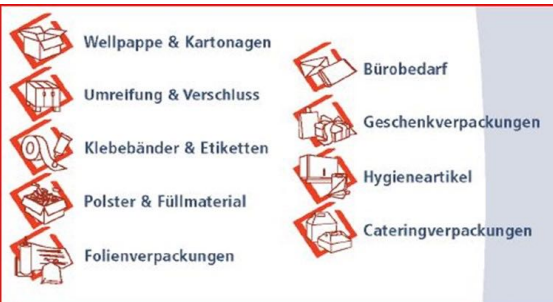 Wellpappe & Kartonagen
Umreifung & Verschluss
Klebebänder & Etiketten
Polster & Füllmaterial
Folienverpackungen
Bürobedarf
Geschenkverpackungen
Hygieneartikel
Cateringverpackungen